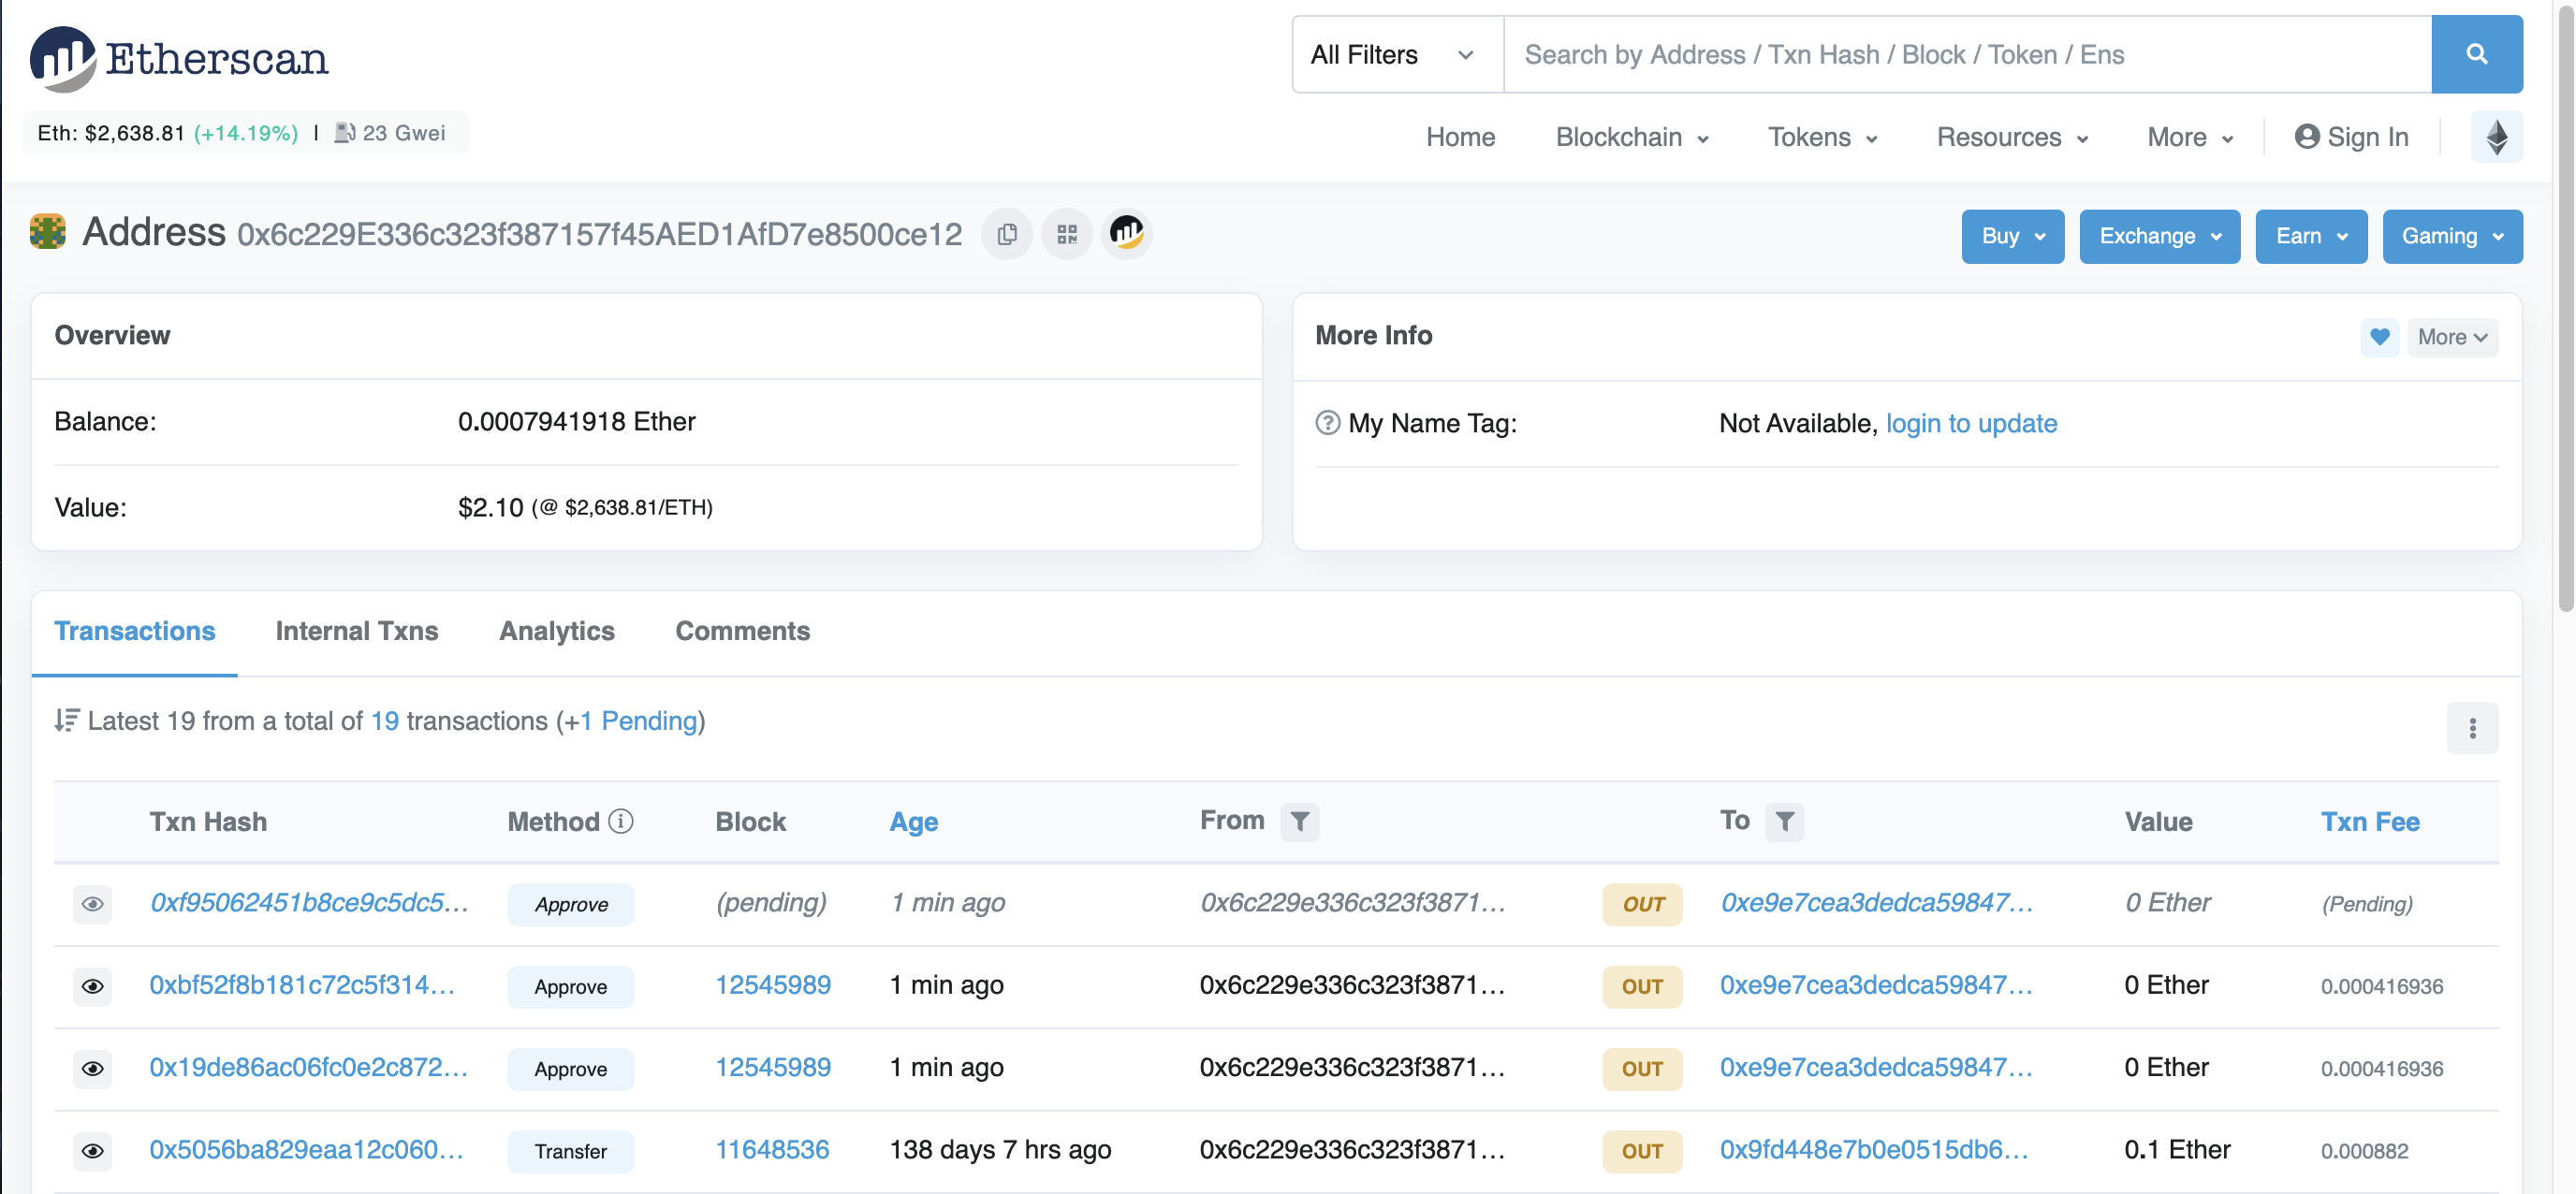 Etherscan
All Filters
Search by Address / Txn Hash / Block / Token / Ens
Eth: $2,638.81 (+14.19%) | 23 Gwei
Home Blockchain Tokens Resources More Sign In
Address 0x6c229E336c323f387157f45AED1AfD7e8500ce12
Buy Exchange Earn Gaming
Overview
Balance: 0.0007941918 Ether
Value: $2.10 (@ $2,638.81/ETH)
More Info
More
My Name Tag: Not Available, login to update
Transactions Internal Txns Analytics Comments
Latest 19 from a total of 19 transactions (+1 Pending)
Txn Hash Method Block Age From To Value Txn Fee
0xf95062451b8ce9c5dc5... Approve (pending) 1 min ago 0x6c229e336c323f3871... OUT 0xe9e7cea3dedca59847... 0 Ether (Pending)
0xbf52f8b181c72c5f314... Approve 12545989 1 min ago 0x6c229e336c323f3871... OUT 0xe9e7cea3dedca59847... 0 Ether 0.000416936
0x19de86ac06fc0e2c872... Approve 12545989 1 min ago 0x6c229e336c323f3871... OUT 0xe9e7cea3dedca59847... 0 Ether 0.000416936
0x5056ba829eaa12c060... Transfer 11648536 138 days 7 hrs ago 0x6c229e336c323f3871... OUT 0x9fd448e7b0e0515db6... 0.1 Ether 0.000882